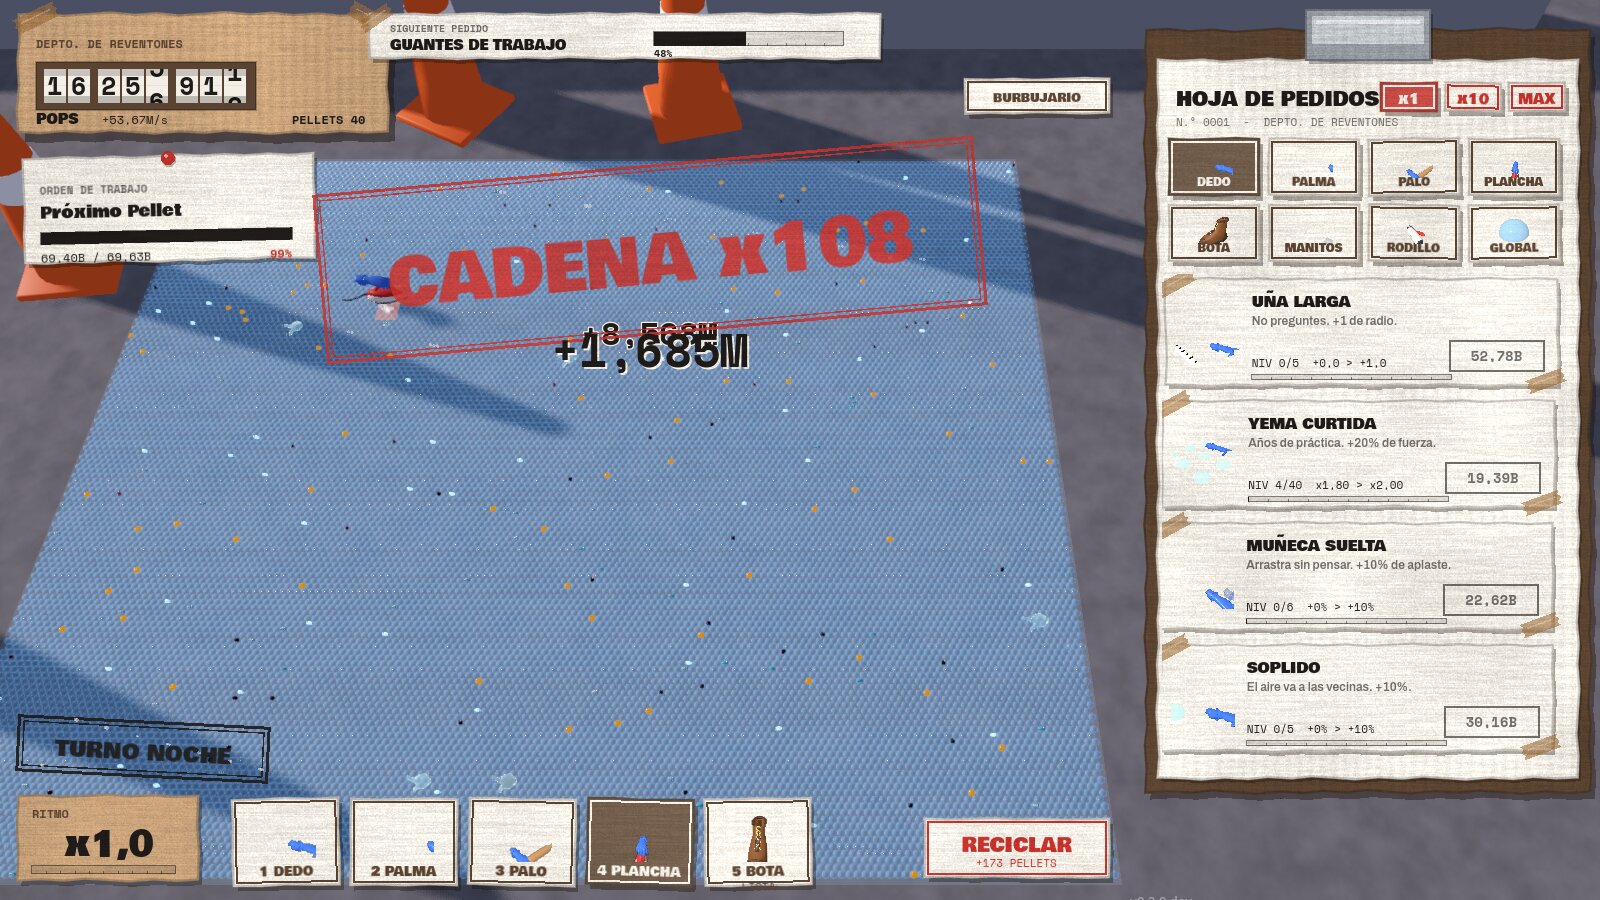 DEPTO. DE REVENTONES
POPS +53,67M/s PELLETS 40
SIGUIENTE PEDIDO
GUANTES DE TRABAJO
48%
BURBUJARIO
ORDEN DE TRABAJO
Próximo Pellet
99%
69.40B / 69.63B
CADENA x108
+1,685M
TURNO NOCHE
RITMO
x1,0
1 DEDO
2 PALMA
3 PALO
4 PLANCHA
5 BOTA
RECICLAR
+173 PELLETS
HOJA DE PEDIDOS
x1
x10
MAX
N.° 0001 - DEPTO. DE REVENTONES
DEDO
PALMA
PALO
PLANCHA
BOTA
MANITOS
RODILLO
GLOBAL
UÑA LARGA
No preguntes. +1 de radio.
NIV 0/5 +0,0 > +1,0
52,78B
YEMA CURTIDA
Años de práctica. +20% de fuerza.
NIV 4/40 x1,80 > x2,00
19,39B
MUÑECA SUELTA
Arrastra sin pensar. +10% de aplaste.
NIV 0/6 +0% > +10%
22,62B
SOPLIDO
El aire va a las vecinas. +10%.
NIV 0/5 +0% > +10%
30,16B